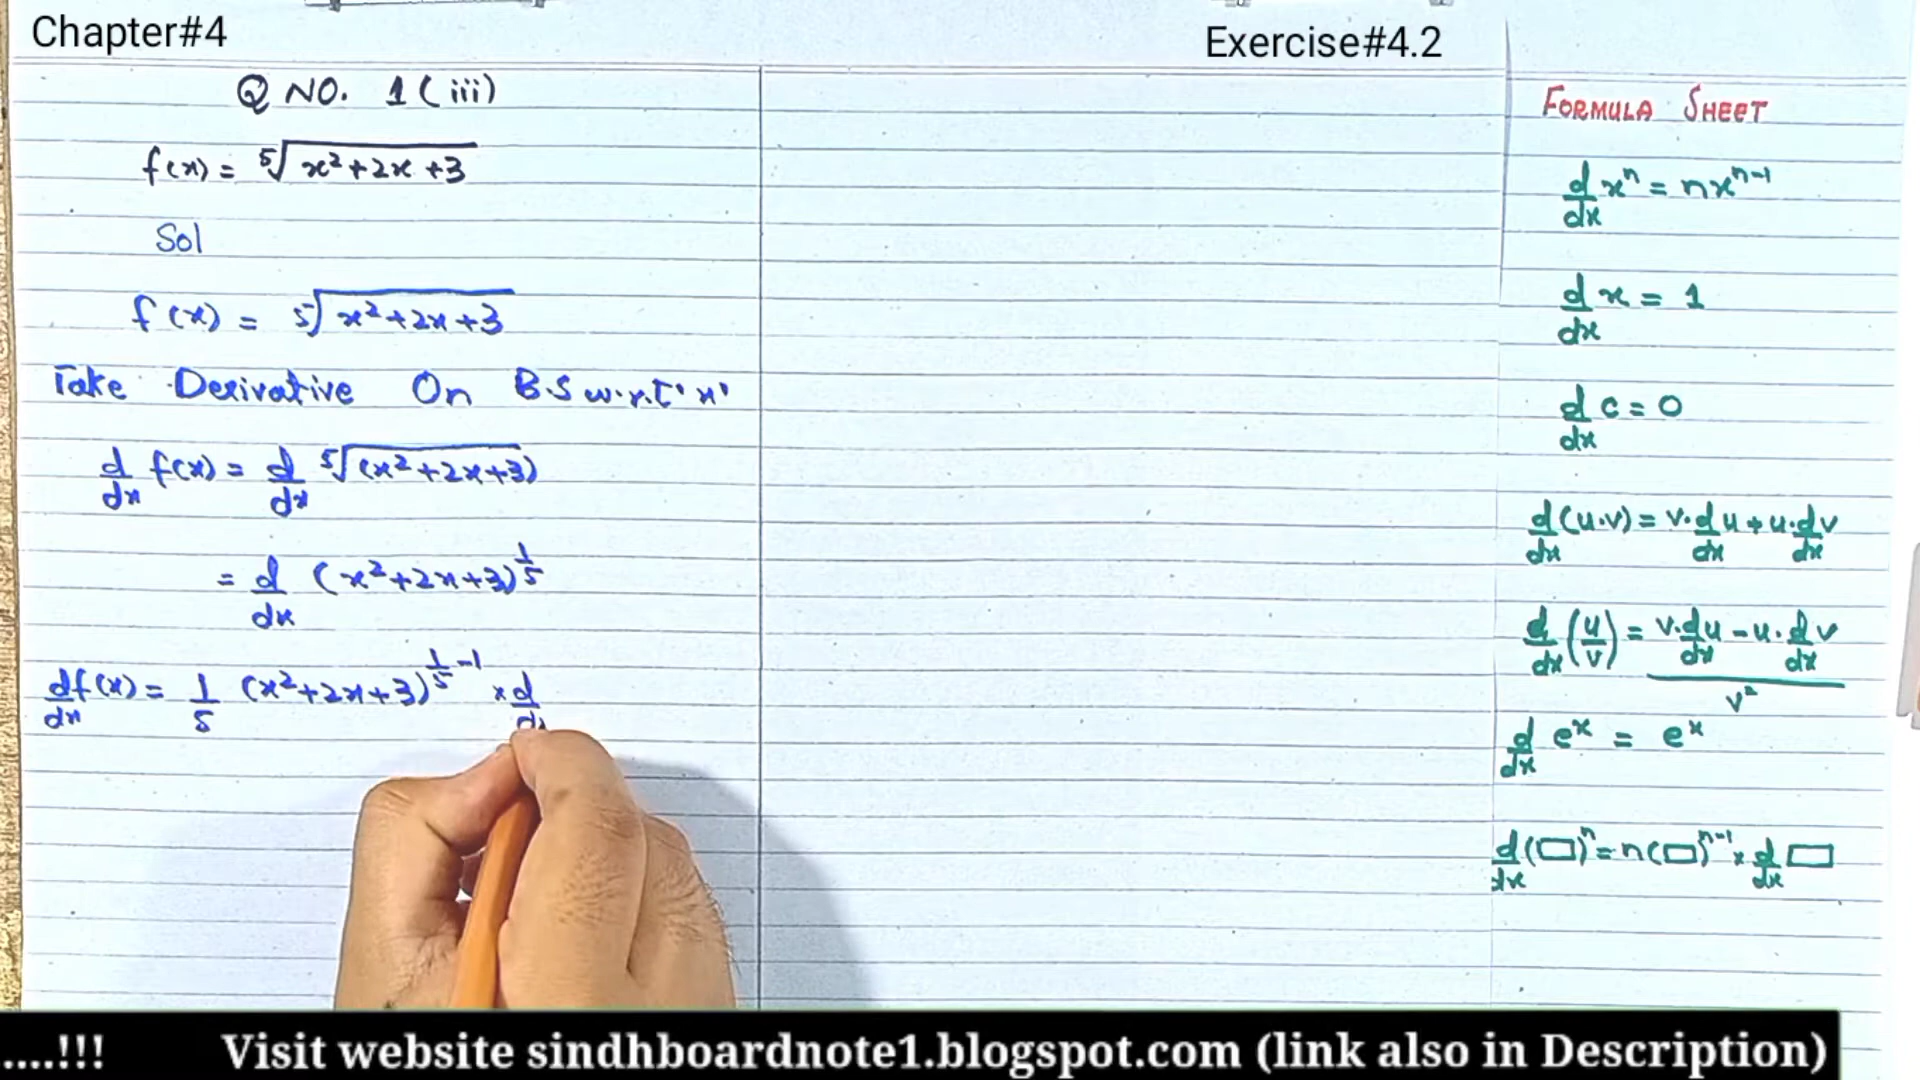 Chapter#4
Exercise#4.2
Q NO. 1(iii)
f(x) = ⁵√x²+2x+3
Sol
f(x) = ⁵√x²+2x+3
Take Derivative On B.S w.r.t 'x'
d/dx f(x) = d/dx ⁵√(x²+2x+3)
= d/dx (x²+2x+3)^1/5
df(x)/dx = 1/5 (x²+2x+3)^1/5-1 × d/dx
FORMULA SHEET
d/dx xⁿ = nxⁿ⁻¹
d/dx x = 1
d/dx c = 0
d/dx (u.v) = v.d/dx u + u.d/dx v
d/dx (u/v) = v.d/dx u - u.d/dx v / v²
d/dx eˣ = eˣ
d/dx (▭)ⁿ = n(▭)ⁿ⁻¹ × d/dx ▭
....!!! Visit website sindhboardnote1.blogspot.com (link also in Description)